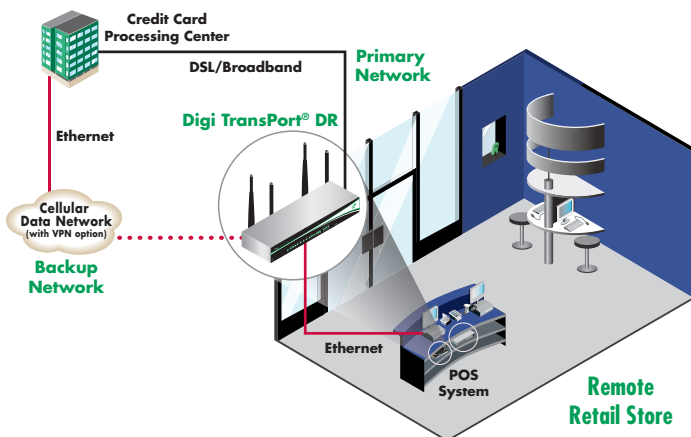 Credit Card
Processing Center
DSL/Broadband
Primary
Network
Digi TransPort® DR
Ethernet
Cellular
Data Network
(with VPN option)
Backup
Network
Ethernet
POS
System
Remote
Retail Store